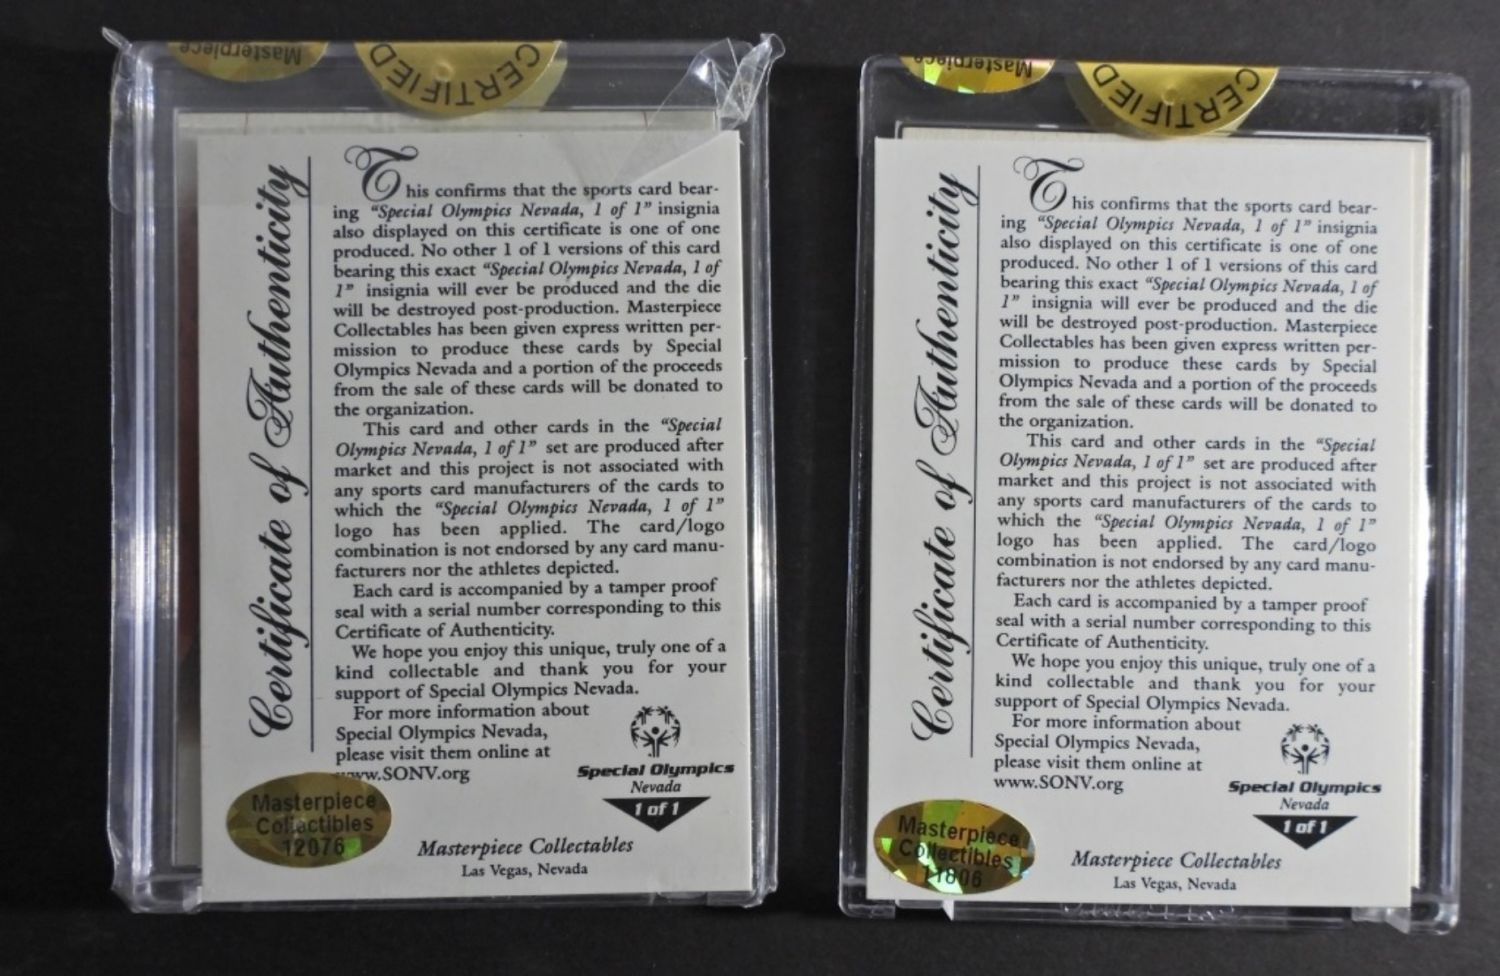 Masterpiece
CERTIFIED
Certificate of Authenticity
This confirms that the sports card bear-
ing “Special Olympics Nevada, 1 of 1” insignia
also displayed on this certificate is one of one
produced. No other 1 of 1 versions of this card
bearing this exact “Special Olympics Nevada, 1 of
1” insignia will ever be produced and the die
will be destroyed post-production. Masterpiece
Collectables has been given express written per-
mission to produce these cards by Special
Olympics Nevada and a portion of the proceeds
from the sale of these cards will be donated to
the organization.
This card and other cards in the “Special
Olympics Nevada, 1 of 1” set are produced after
market and this project is not associated with
any sports card manufacturers of the cards to
which the “Special Olympics Nevada, 1 of 1”
logo has been applied. The card/logo
combination is not endorsed by any card manu-
facturers nor the athletes depicted.
Each card is accompanied by a tamper proof
seal with a serial number corresponding to this
Certificate of Authenticity.
We hope you enjoy this unique, truly one of a
kind collectable and thank you for your
support of Special Olympics Nevada.
For more information about
Special Olympics Nevada,
please visit them online at
www.SONV.org
Special Olympics
Nevada
1 of 1
Masterpiece
Collectibles
12076
Masterpiece Collectables
Las Vegas, Nevada
Masterpiece
CERTIFIED
Certificate of Authenticity
This confirms that the sports card bear-
ing “Special Olympics Nevada, 1 of 1” insignia
also displayed on this certificate is one of one
produced. No other 1 of 1 versions of this card
bearing this exact “Special Olympics Nevada, 1 of
1” insignia will ever be produced and the die
will be destroyed post-production. Masterpiece
Collectables has been given express written per-
mission to produce these cards by Special
Olympics Nevada and a portion of the proceeds
from the sale of these cards will be donated to
the organization.
This card and other cards in the “Special
Olympics Nevada, 1 of 1” set are produced after
market and this project is not associated with
any sports card manufacturers of the cards to
which the “Special Olympics Nevada, 1 of 1”
logo has been applied. The card/logo
combination is not endorsed by any card manu-
facturers nor the athletes depicted.
Each card is accompanied by a tamper proof
seal with a serial number corresponding to this
Certificate of Authenticity.
We hope you enjoy this unique, truly one of a
kind collectable and thank you for your
support of Special Olympics Nevada.
For more information about
Special Olympics Nevada,
please visit them online at
www.SONV.org
Special Olympics
Nevada
1 of 1
Masterpiece
Collectibles
11806
Masterpiece Collectables
Las Vegas, Nevada